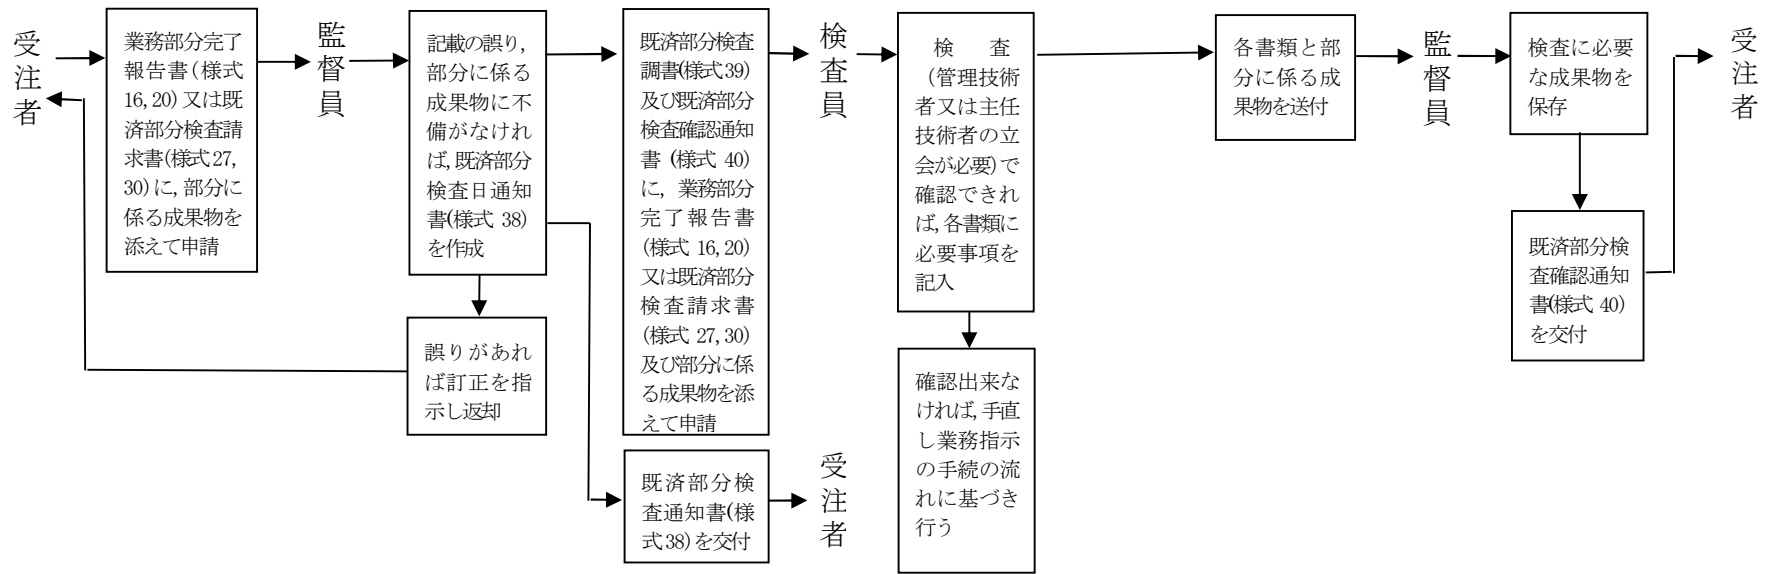 受注者
業務部分完了
報告書(様式
16,20)又は既
済部分検査請
求書(様式27,
30)に,部分に
係る成果物を
添えて申請
監督員
記載の誤り,
部分に係る
成果物に不
備がなけれ
ば,既済部分
検査日通知
書(様式 38)
を作成
誤りがあれ
ば訂正を指
示し返却
既済部分検査
調書(様式39)
及び既済部分
検査確認通知
書(様式 40)
に,業務部分
完了報告書
(様式 16,20)
又は既済部分
検査請求書
(様式 27,30)
及び部分に係
る成果物を添
えて申請
既済部分検
査通知書(様
式38)を交付
受注者
検査員
検 査
(管理技術
者又は主任
技術者の立
会が必要)で
確認できれ
ば,各書類に
必要事項を
記入
確認出来な
ければ,手直
し業務指示
の手続の流
れに基づき
行う
各書類と部
分に係る成
果物を送付
監督員
検査に必要
な成果物を
保存
既済部分検
査確認通知
書(様式 40)
を交付
受注者